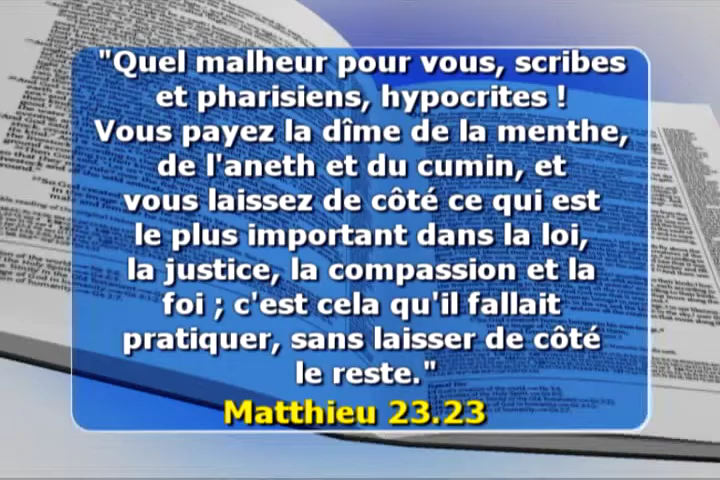 "Quel malheur pour vous, scribes
et pharisiens, hypocrites !
Vous payez la dîme de la menthe,
de l'aneth et du cumin, et
vous laissez de côté ce qui est
le plus important dans la loi,
la justice, la compassion et la
foi ; c'est cela qu'il fallait
pratiquer, sans laisser de côté
le reste."
Matthieu 23.23